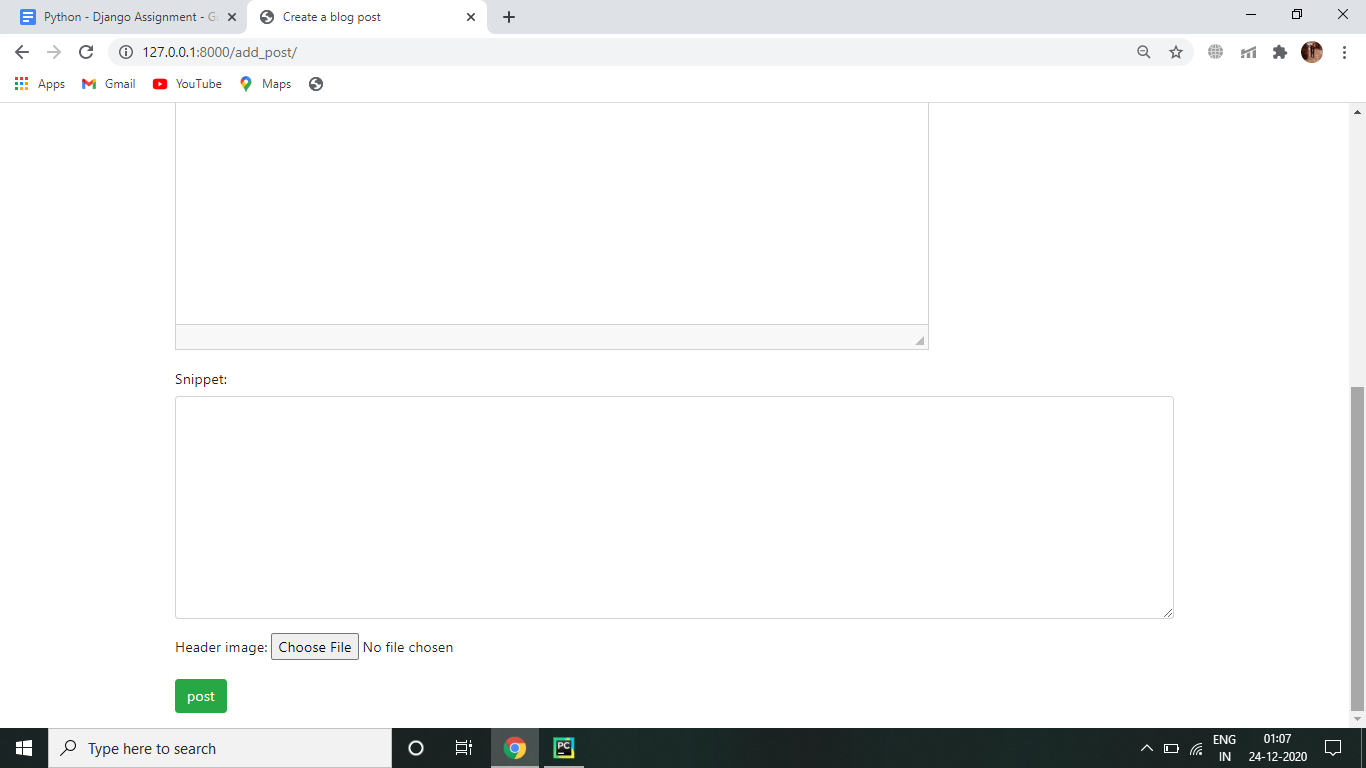 Python - Django Assignment - G
Create a blog post
127.0.0.1:8000/add_post/
Apps
Gmail
YouTube
Maps
Snippet:
Header image: Choose File No file chosen
post
Type here to search
PC
ENG
IN
01:07
24-12-2020